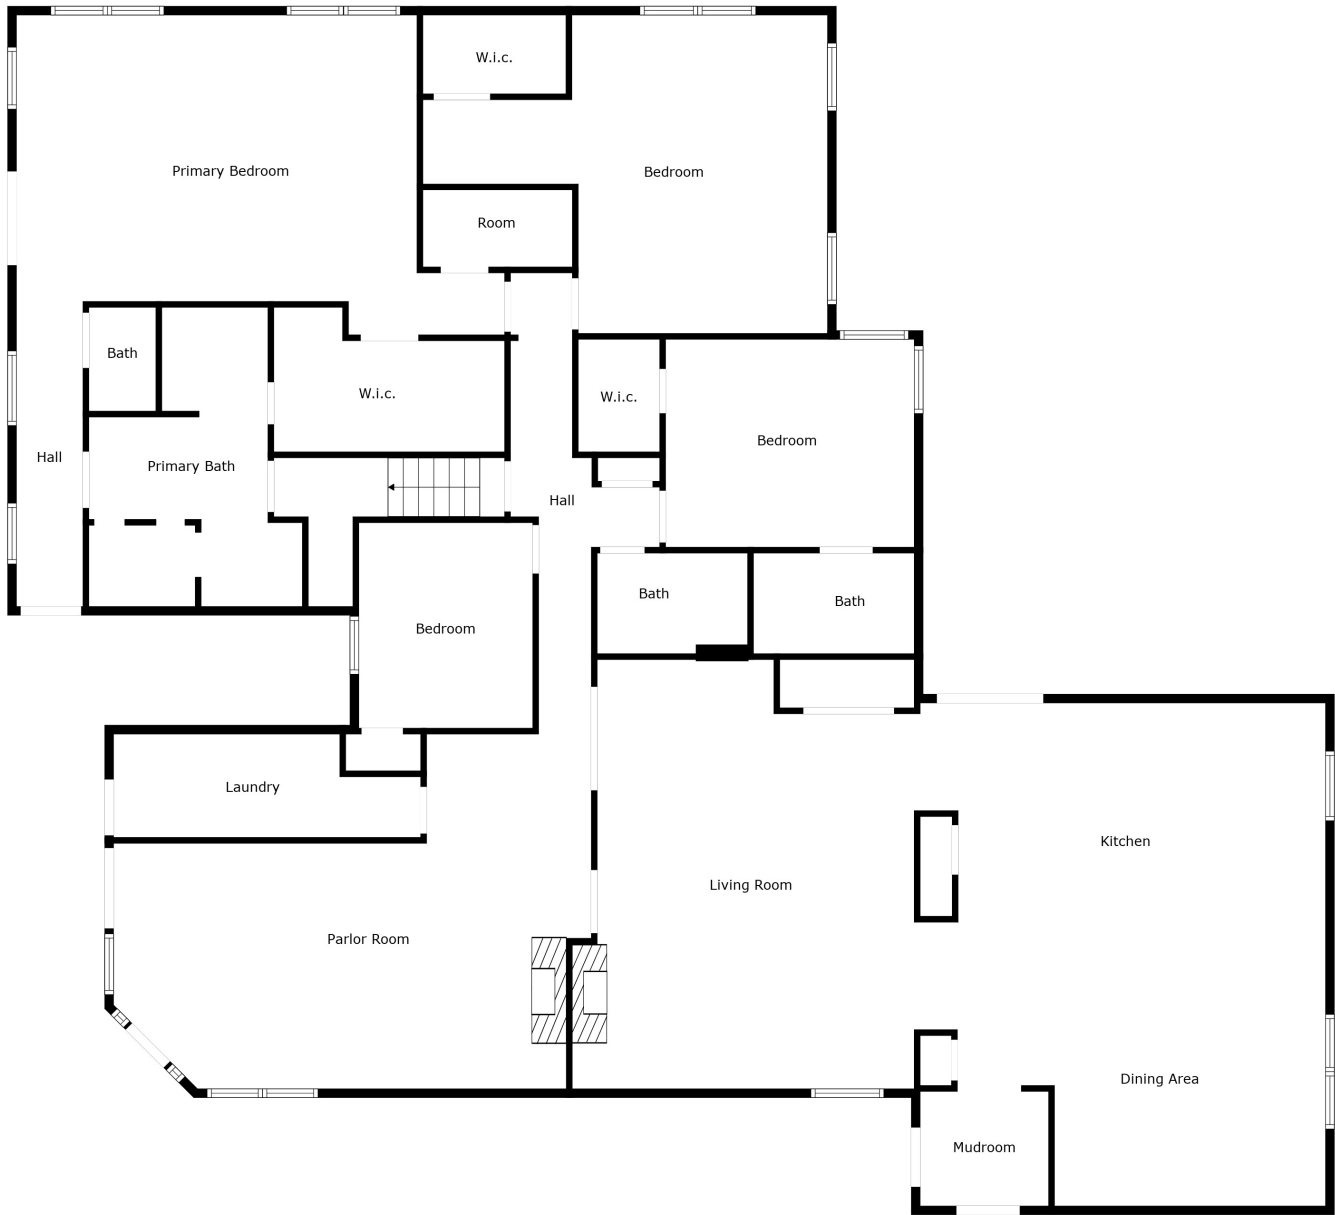 W.i.c.
Primary Bedroom
Bedroom
Room
Bath
W.i.c.
W.i.c.
Bedroom
Hall
Primary Bath
Hall
Bath
Bath
Bedroom
Laundry
Kitchen
Living Room
Parlor Room
Dining Area
Mudroom